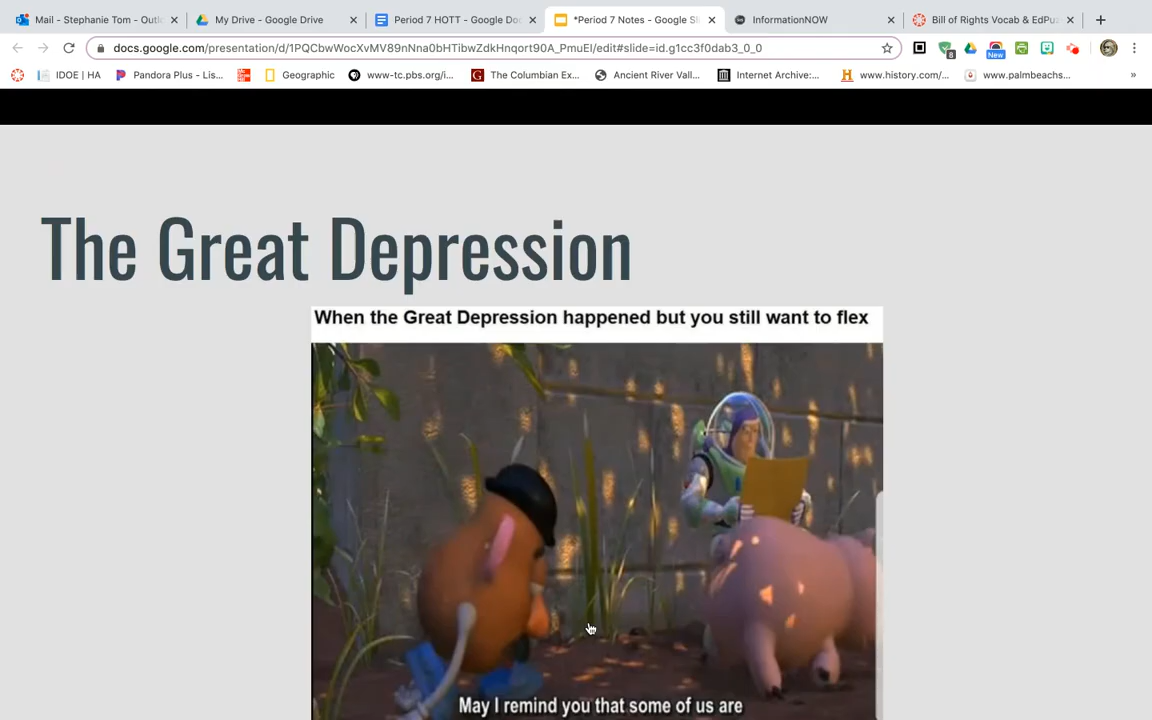 Mail - Stephanie Tom - Outl
My Drive - Google Drive
Period 7 HOTT - Google Doc
*Period 7 Notes - Google Sl
InformationNOW
Bill of Rights Vocab & EdPuz
docs.google.com/presentation/d/1PQCbwWocXvMV89nNna0bHTibwZdkHnqort90A_PmuEI/edit#slide=id.g1cc3f0dab3_0_0
8
New
IDOE | HA
Pandora Plus - Lis...
Geographic
www-tc.pbs.org/i...
The Columbian Ex...
Ancient River Vall...
Internet Archive:...
www.history.com/...
www.palmbeachs...
»
The Great Depression
When the Great Depression happened but you still want to flex
May I remind you that some of us are